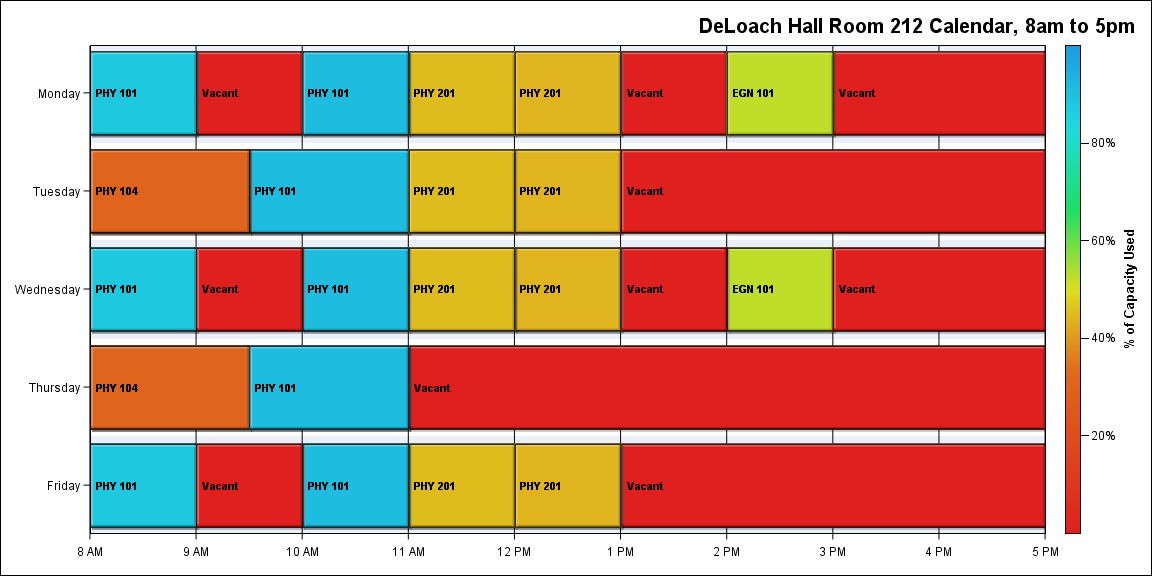 DeLoach Hall Room 212 Calendar, 8am to 5pm
Monday
PHY 101
Vacant
PHY 101
PHY 201
PHY 201
Vacant
EGN 101
Vacant
Tuesday
PHY 104
PHY 101
PHY 201
PHY 201
Vacant
Wednesday
PHY 101
Vacant
PHY 101
PHY 201
PHY 201
Vacant
EGN 101
Vacant
Thursday
PHY 104
PHY 101
Vacant
Friday
PHY 101
Vacant
PHY 101
PHY 201
PHY 201
Vacant
8 AM
9 AM
10 AM
11 AM
12 PM
1 PM
2 PM
3 PM
4 PM
5 PM
80%
60%
40%
20%
% of Capacity Used